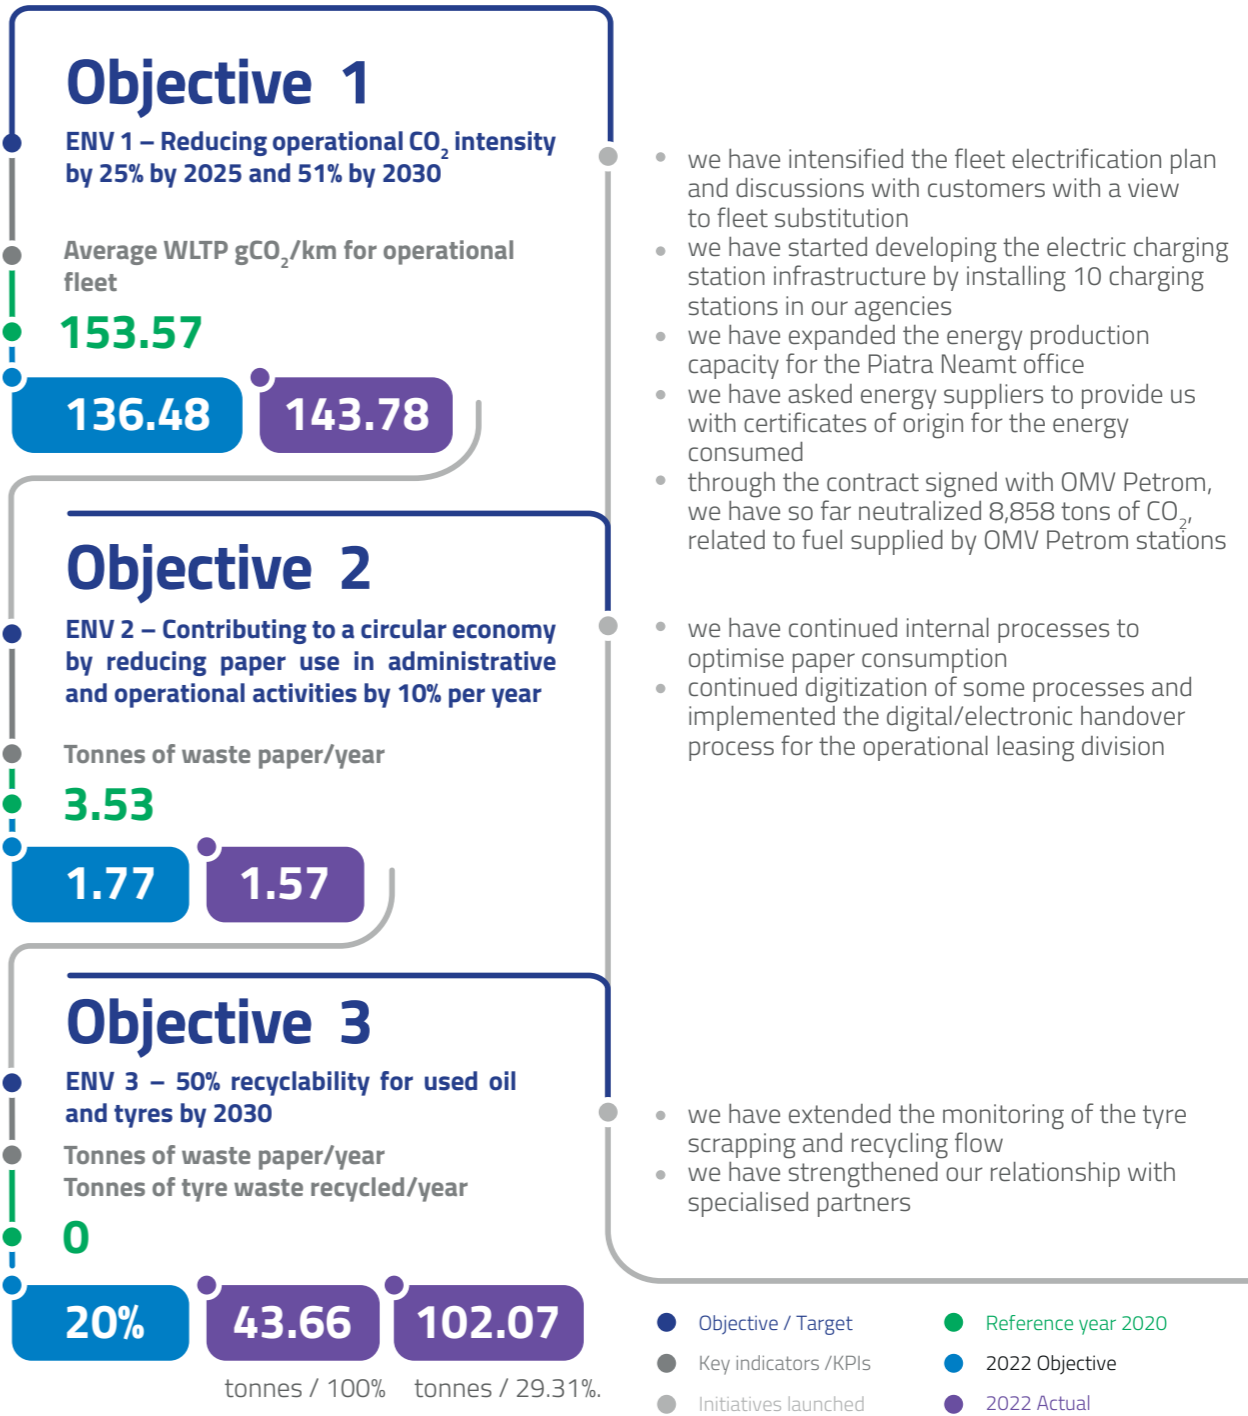 Objective 1
ENV 1 – Reducing operational CO₂ intensity
by 25% by 2025 and 51% by 2030
Average WLTP gCO₂/km for operational
fleet
153.57
136.48
143.78
• we have intensified the fleet electrification plan
and discussions with customers with a view
to fleet substitution
• we have started developing the electric charging
station infrastructure by installing 10 charging
stations in our agencies
• we have expanded the energy production
capacity for the Piatra Neamt office
• we have asked energy suppliers to provide us
with certificates of origin for the energy
consumed
• through the contract signed with OMV Petrom,
we have so far neutralized 8,858 tons of CO₂,
related to fuel supplied by OMV Petrom stations
Objective 2
ENV 2 – Contributing to a circular economy
by reducing paper use in administrative
and operational activities by 10% per year
Tonnes of waste paper/year
3.53
1.77
1.57
• we have continued internal processes to
optimise paper consumption
• continued digitization of some processes and
implemented the digital/electronic handover
process for the operational leasing division
Objective 3
ENV 3 – 50% recyclability for used oil
and tyres by 2030
Tonnes of waste paper/year
Tonnes of tyre waste recycled/year
0
20%
43.66
102.07
tonnes / 100%
tonnes / 29.31%.
• we have extended the monitoring of the tyre
scrapping and recycling flow
• we have strengthened our relationship with
specialised partners
Objective / Target
Key indicators /KPIs
Initiatives launched
Reference year 2020
2022 Objective
2022 Actual